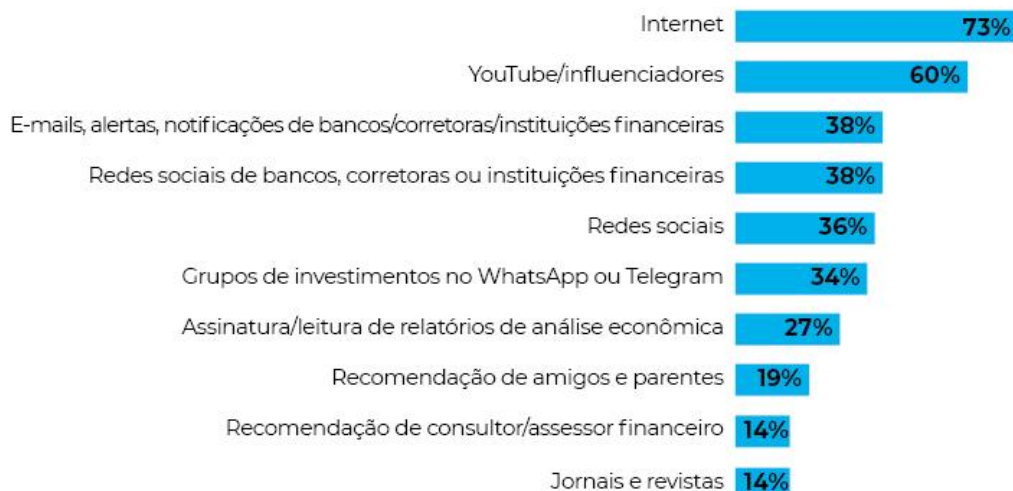 Internet 73%
YouTube/influenciadores 60%
E-mails, alertas, notificações de bancos/corretoras/instituições financeiras 38%
Redes sociais de bancos, corretoras ou instituições financeiras 38%
Redes sociais 36%
Grupos de investimentos no WhatsApp ou Telegram 34%
Assinatura/leitura de relatórios de análise econômica 27%
Recomendação de amigos e parentes 19%
Recomendação de consultor/assessor financeiro 14%
Jornais e revistas 14%